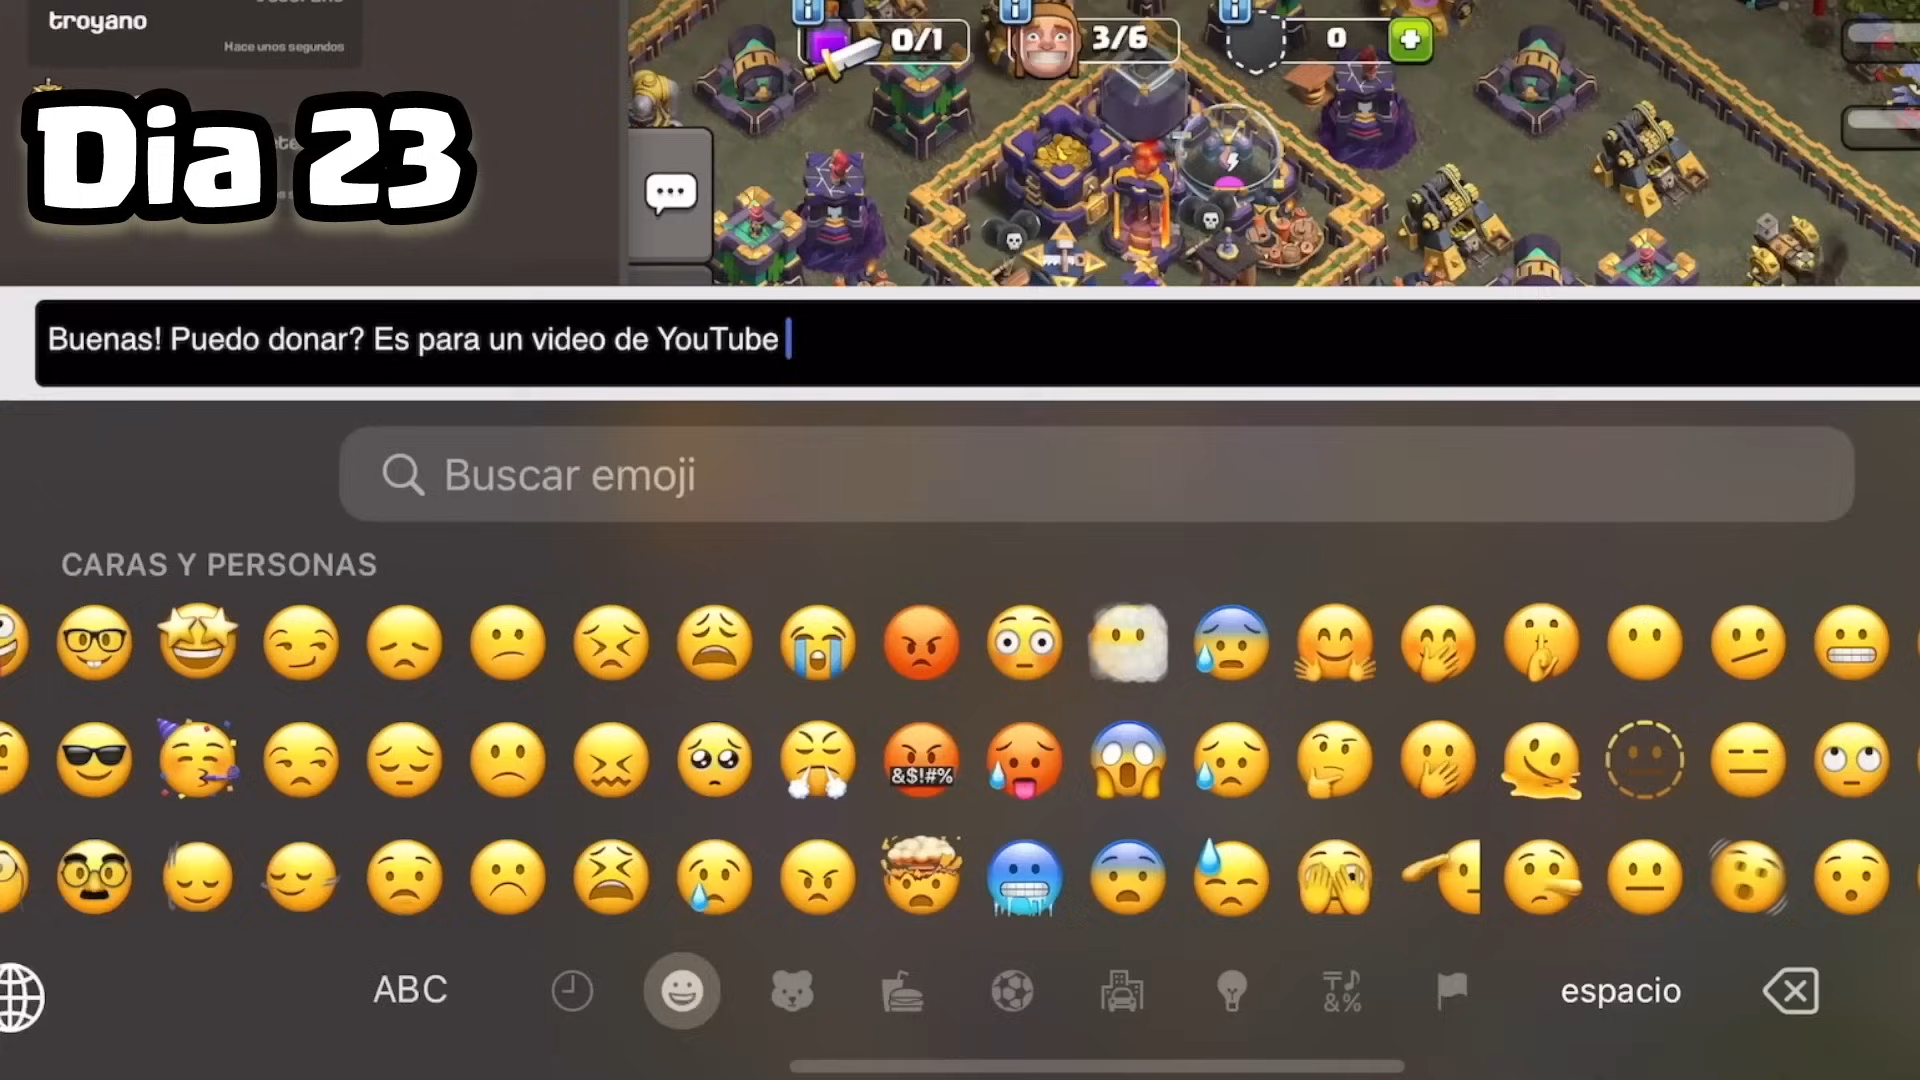 troyano
Hace unos segundos
0/1
3/6
0
Dia 23
Buenas! Puedo donar? Es para un video de YouTube
Buscar emoji
CARAS Y PERSONAS
&$!#%
ABC
&%
espacio